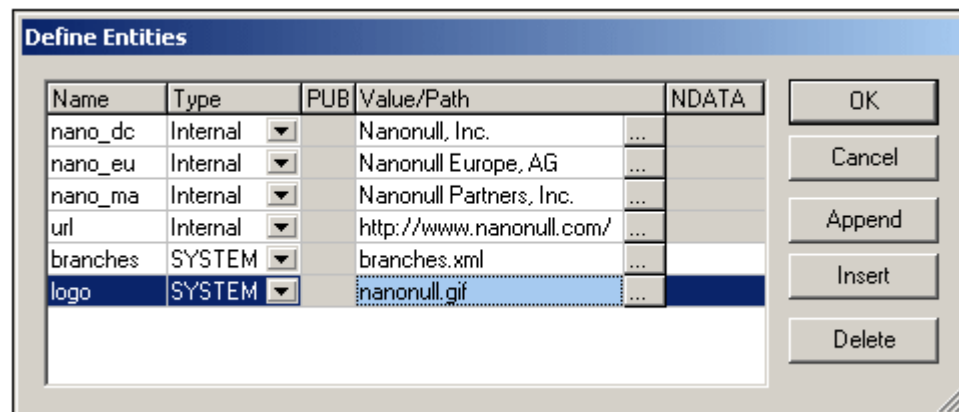 Define Entities
Name Type PUB Value/Path NDATA
nano_dc Internal Nanonull, Inc. ...
nano_eu Internal Nanonull Europe, AG ...
nano_ma Internal Nanonull Partners, Inc. ...
url Internal http://www.nanonull.com/ ...
branches SYSTEM branches.xml ...
logo SYSTEM nanonull.gif ...
OK
Cancel
Append
Insert
Delete